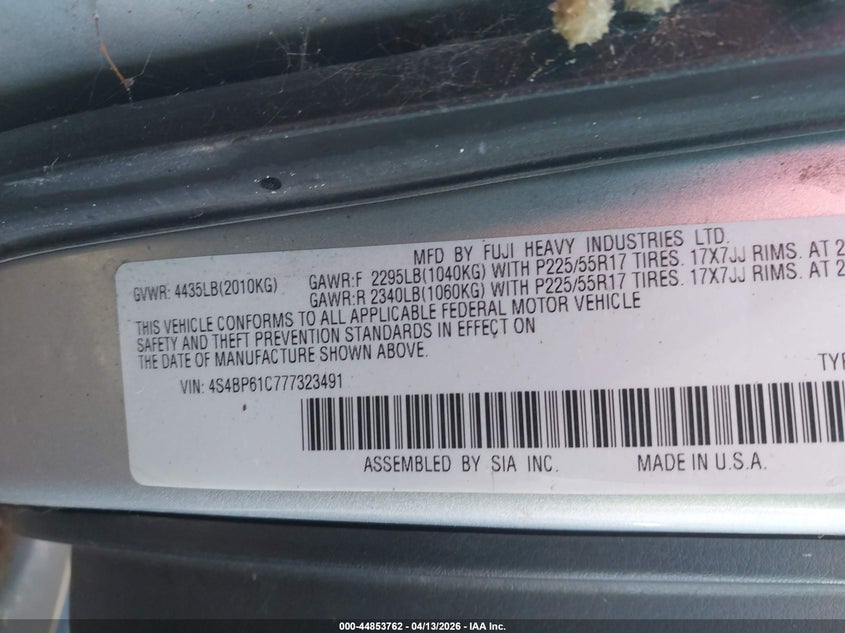 MFD BY FUJI HEAVY INDUSTRIES LTD.
GVWR: 4435LB(2010KG) GAWR:F 2295LB(1040KG) WITH P225/55R17 TIRES. 17X7JJ RIMS. AT 2
GAWR:R 2340LB(1060KG) WITH P225/55R17 TIRES. 17X7JJ RIMS. AT 2
THIS VEHICLE CONFORMS TO ALL APPLICABLE FEDERAL MOTOR VEHICLE
SAFETY AND THEFT PREVENTION STANDARDS IN EFFECT ON
THE DATE OF MANUFACTURE SHOWN ABOVE.
TYP
VIN: 4S4BP61C777323491
ASSEMBLED BY SIA INC. MADE IN U.S.A.
000-44853762 - 04/13/2026 - IAA Inc.